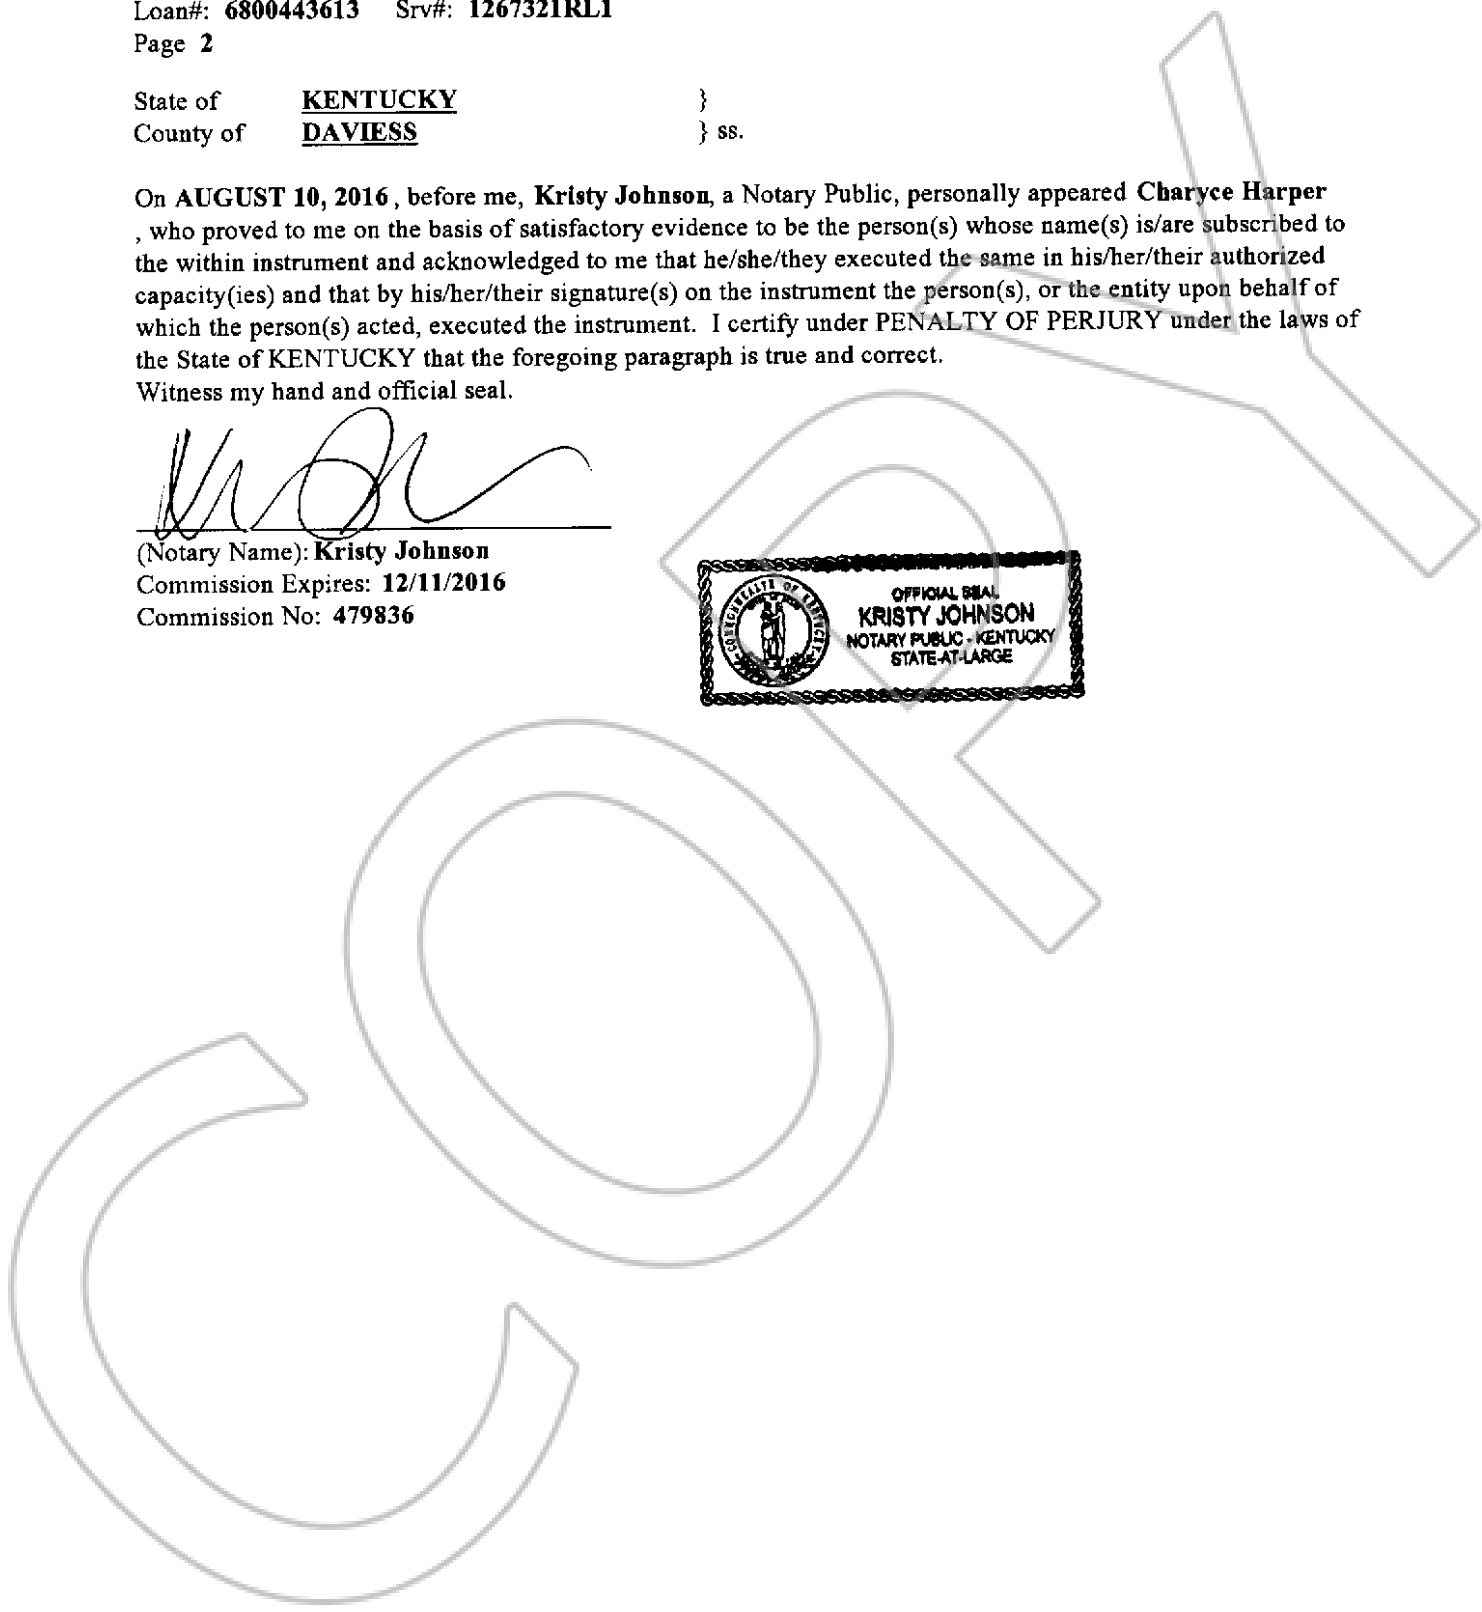 Loan#: 6800443613 Srv#: 1267321RL1
Page 2
State of KENTUCKY }
County of DAVIESS } ss.
On AUGUST 10, 2016 , before me, Kristy Johnson, a Notary Public, personally appeared Charyce Harper
, who proved to me on the basis of satisfactory evidence to be the person(s) whose name(s) is/are subscribed to
the within instrument and acknowledged to me that he/she/they executed the same in his/her/their authorized
capacity(ies) and that by his/her/their signature(s) on the instrument the person(s), or the entity upon behalf of
which the person(s) acted, executed the instrument. I certify under PENALTY OF PERJURY under the laws of
the State of KENTUCKY that the foregoing paragraph is true and correct.
Witness my hand and official seal.
(Notary Name): Kristy Johnson
Commission Expires: 12/11/2016
Commission No: 479836
COMMONWEALTH OF KENTUCKY
OFFICIAL SEAL
KRISTY JOHNSON
NOTARY PUBLIC - KENTUCKY
STATE-AT-LARGE
COPY